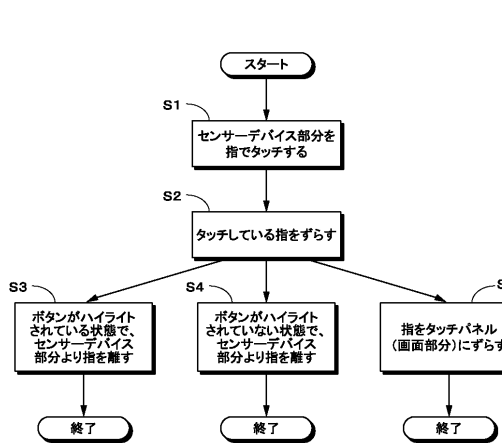 スタート
S1
センサーデバイス部分を
指でタッチする
S2
タッチしている指をずらす
S3
ボタンがハイライト
されている状態で、
センサーデバイス
部分より指を離す
S4
ボタンがハイライト
されていない状態で、
センサーデバイス
部分より指を離す
指をタッチパネル
(画面部分)にずらす
終了
終了
終了